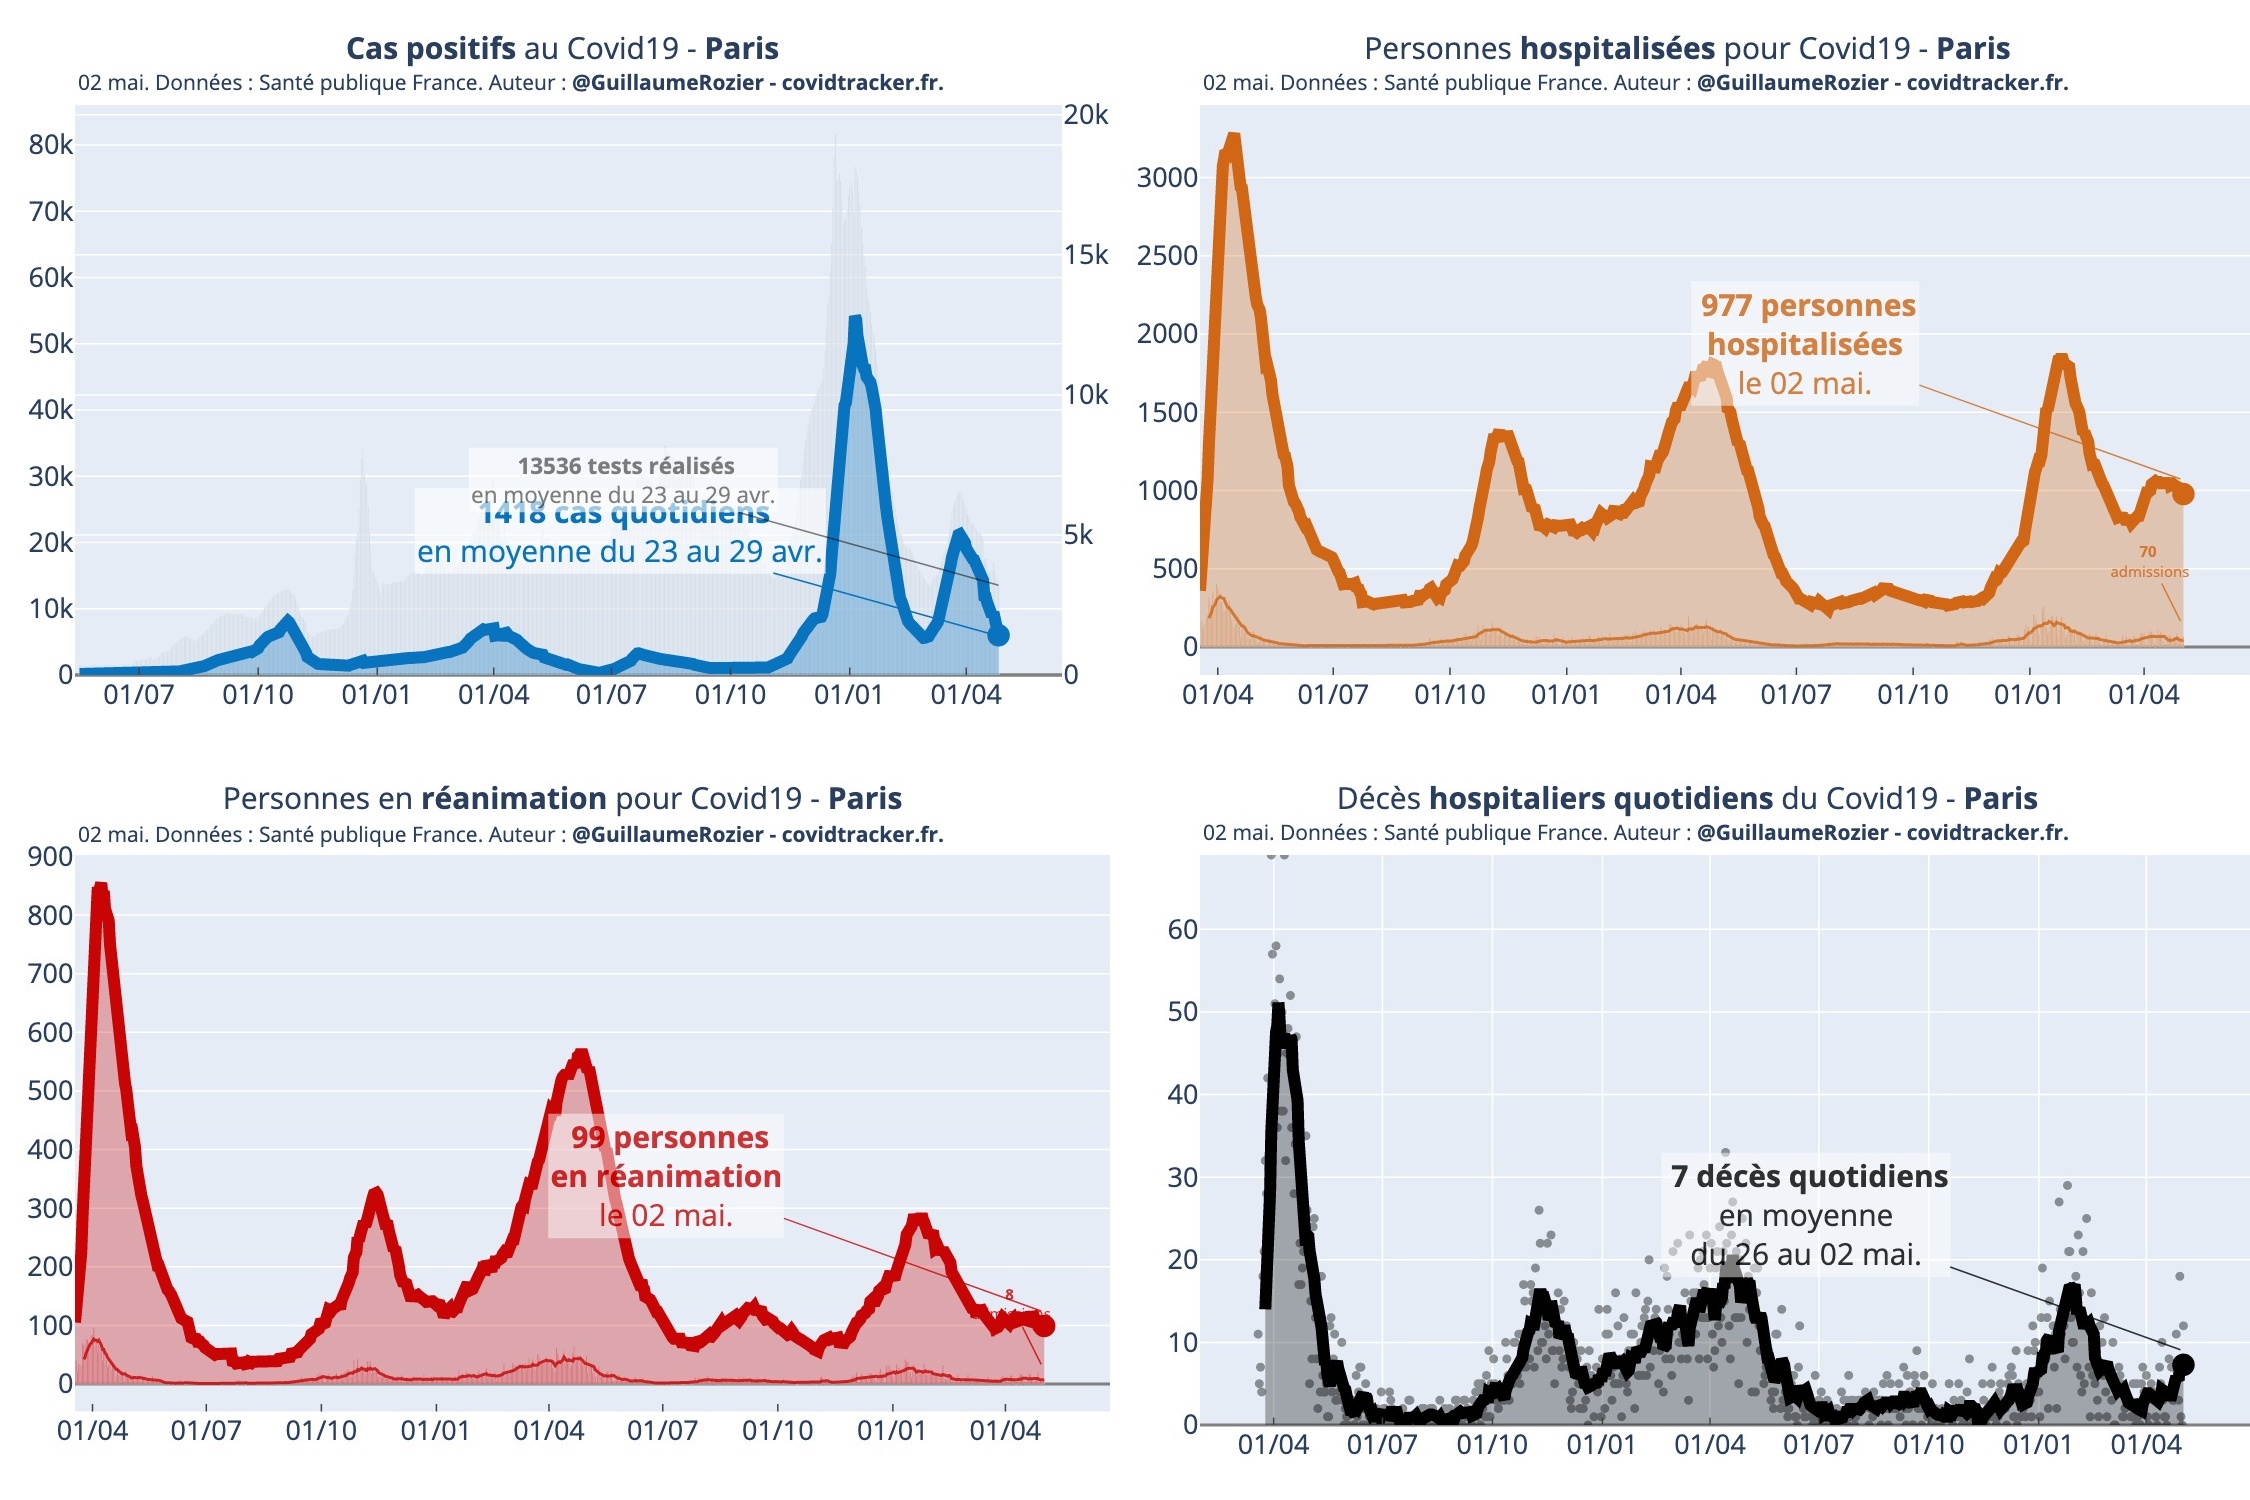 Cas positifs au Covid19 - Paris
02 mai. Données : Santé publique France. Auteur : @GuillaumeRozier - covidtracker.fr.
80k
70k
60k
50k
40k
30k
20k
10k
0
20k
15k
10k
5k
0
13536 tests réalisés
en moyenne du 23 au 29 avr.
1418 cas quotidiens
en moyenne du 23 au 29 avr.
01/07 01/10 01/01 01/04 01/07 01/10 01/01 01/04
Personnes hospitalisées pour Covid19 - Paris
02 mai. Données : Santé publique France. Auteur : @GuillaumeRozier - covidtracker.fr.
3000
2500
2000
1500
1000
500
0
977 personnes
hospitalisées
le 02 mai.
70
admissions
01/04 01/07 01/10 01/01 01/04 01/07 01/10 01/01 01/04
Personnes en réanimation pour Covid19 - Paris
02 mai. Données : Santé publique France. Auteur : @GuillaumeRozier - covidtracker.fr.
900
800
700
600
500
400
300
200
100
0
99 personnes
en réanimation
le 02 mai.
8
01/04 01/07 01/10 01/01 01/04 01/07 01/10 01/01 01/04
Décès hospitaliers quotidiens du Covid19 - Paris
02 mai. Données : Santé publique France. Auteur : @GuillaumeRozier - covidtracker.fr.
60
50
40
30
20
10
0
7 décès quotidiens
en moyenne
du 26 au 02 mai.
01/04 01/07 01/10 01/01 01/04 01/07 01/10 01/01 01/04